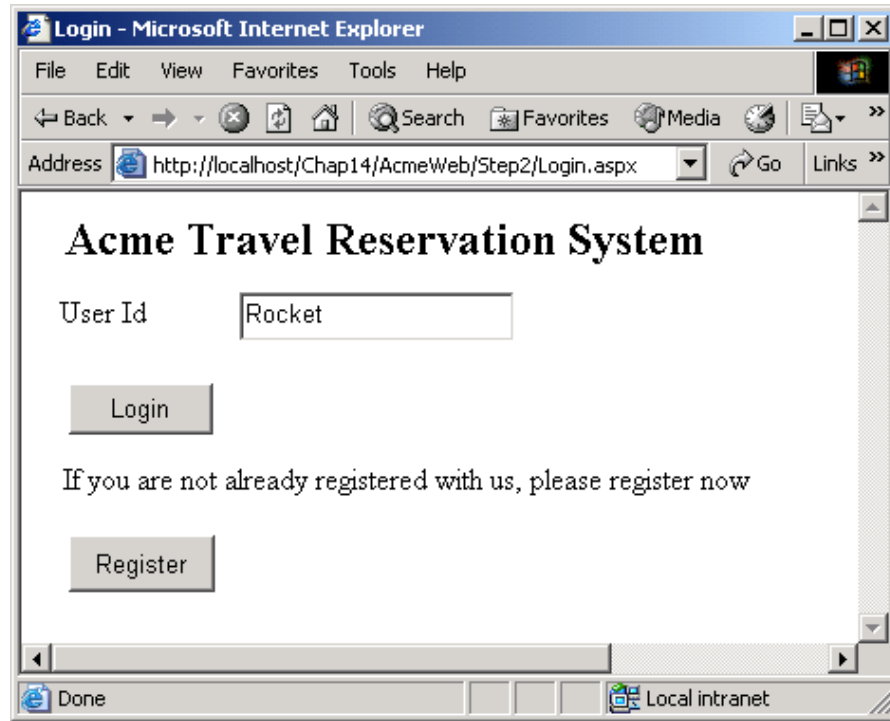 Login - Microsoft Internet Explorer
File Edit View Favorites Tools Help
Back Search Favorites Media »
Address http://localhost/Chap14/AcmeWeb/Step2/Login.aspx Go Links »
Acme Travel Reservation System
User Id Rocket
Login
If you are not already registered with us, please register now
Register
Done Local intranet